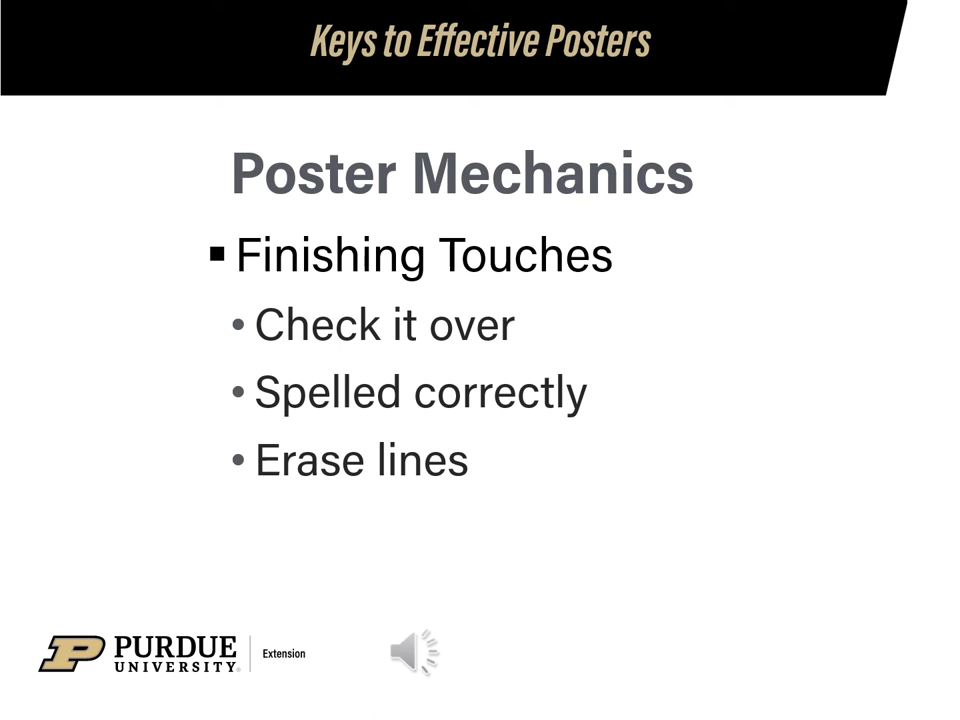 Keys to Effective Posters
Poster Mechanics
▪ Finishing Touches
• Check it over
• Spelled correctly
• Erase lines
P PURDUE UNIVERSITY® Extension